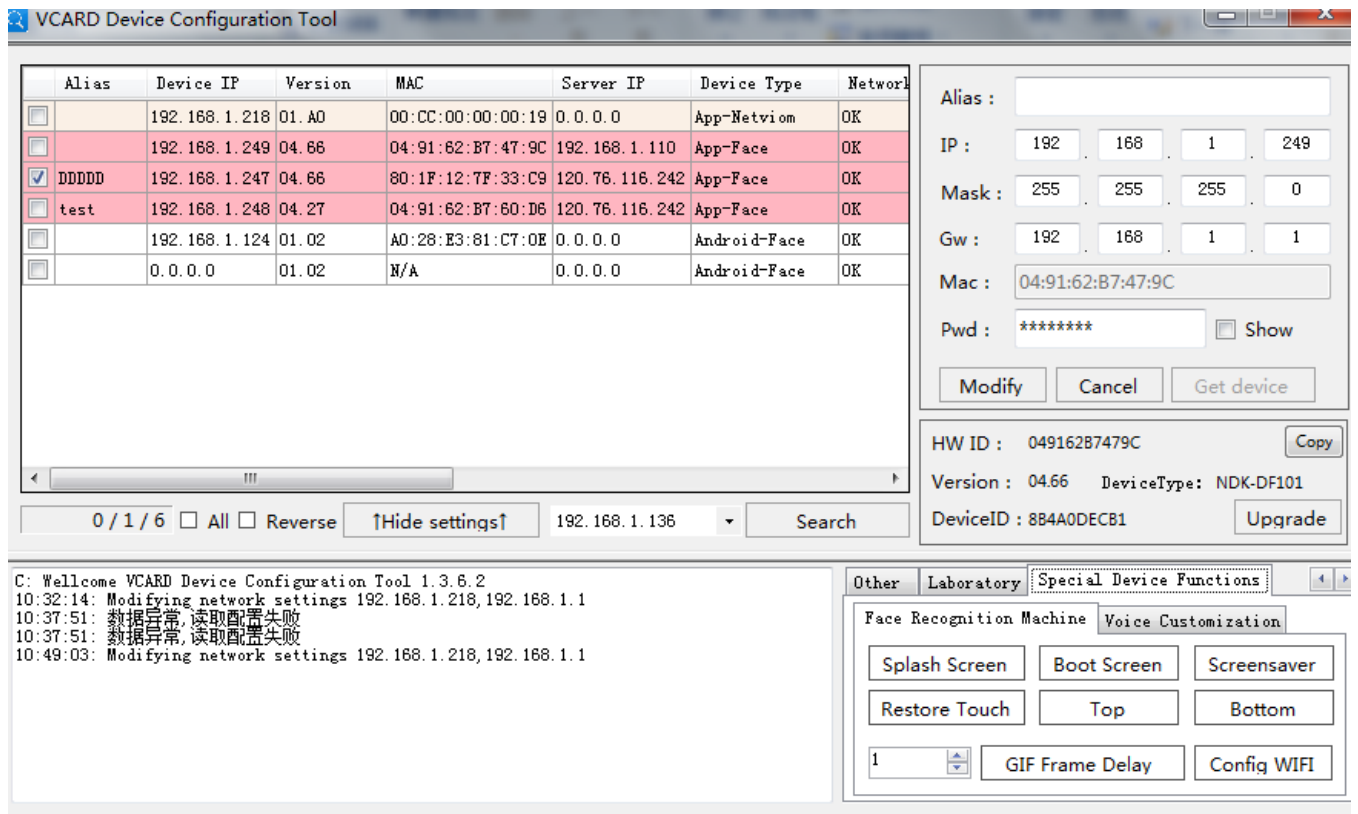 VCARD Device Configuration Tool
Alias Device IP Version MAC Server IP Device Type Network
192.168.1.218 01.A0 00:CC:00:00:00:19 0.0.0.0 App-Netviom OK
192.168.1.249 04.66 04:91:62:B7:47:9C 192.168.1.110 App-Face OK
DDDDD 192.168.1.247 04.66 80:1F:12:7F:33:C9 120.76.116.242 App-Face OK
test 192.168.1.248 04.27 04:91:62:B7:60:D6 120.76.116.242 App-Face OK
192.168.1.124 01.02 A0:28:E3:81:C7:0E 0.0.0.0 Android-Face OK
0.0.0.0 01.02 N/A 0.0.0.0 Android-Face OK
0 / 1 / 6 All Reverse ↑Hide settings↑ 192.168.1.136 Search
Alias :
IP : 192 . 168 . 1 . 249
Mask : 255 . 255 . 255 . 0
Gw : 192 . 168 . 1 . 1
Mac : 04:91:62:B7:47:9C
Pwd : ******** Show
Modify Cancel Get device
HW ID : 049162B7479C Copy
Version : 04.66 DeviceType: NDK-DF101
DeviceID : 8B4A0DECB1 Upgrade
C: Wellcome VCARD Device Configuration Tool 1.3.6.2
10:32:14: Modifying network settings 192.168.1.218,192.168.1.1
10:37:51: 数据异常,读取配置失败
10:37:51: 数据异常,读取配置失败
10:49:03: Modifying network settings 192.168.1.218,192.168.1.1
Other Laboratory Special Device Functions
Face Recognition Machine Voice Customization
Splash Screen Boot Screen Screensaver
Restore Touch Top Bottom
1 GIF Frame Delay Config WIFI